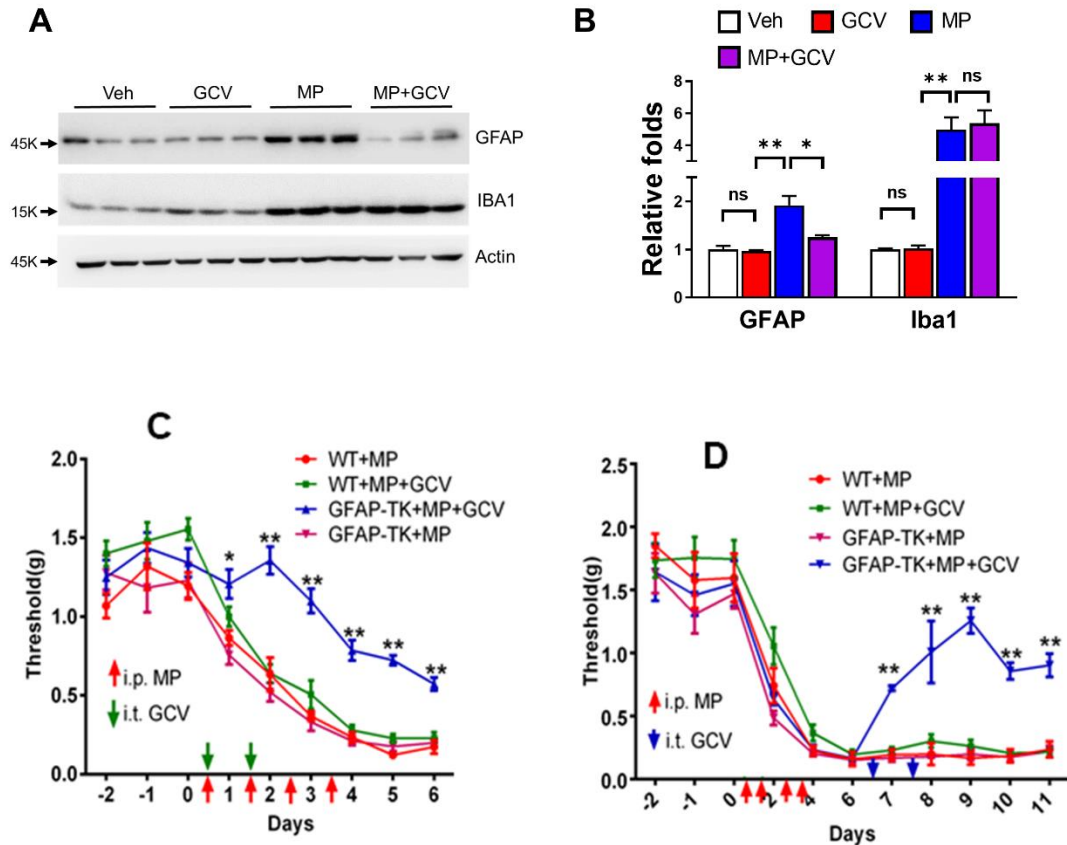 A
Veh GCV MP MP+GCV
45K GFAP
15K IBA1
45K Actin
B
Veh GCV MP
MP+GCV
Relative folds
8
6
4
2
1
0
ns ** * ns ** ns
GFAP Iba1
C
Threshold(g)
2.0
1.5
1.0
0.5
0.0
WT+MP
WT+MP+GCV
GFAP-TK+MP+GCV
GFAP-TK+MP
* ** ** ** ** **
i.p. MP
i.t. GCV
-2 -1 0 1 2 3 4 5 6
Days
D
Threshold(g)
2.5
2.0
1.5
1.0
0.5
0.0
WT+MP
WT+MP+GCV
GFAP-TK+MP
GFAP-TK+MP+GCV
** ** ** ** **
i.p. MP
i.t. GCV
-2 -1 0 2 4 6 7 8 9 10 11
Days